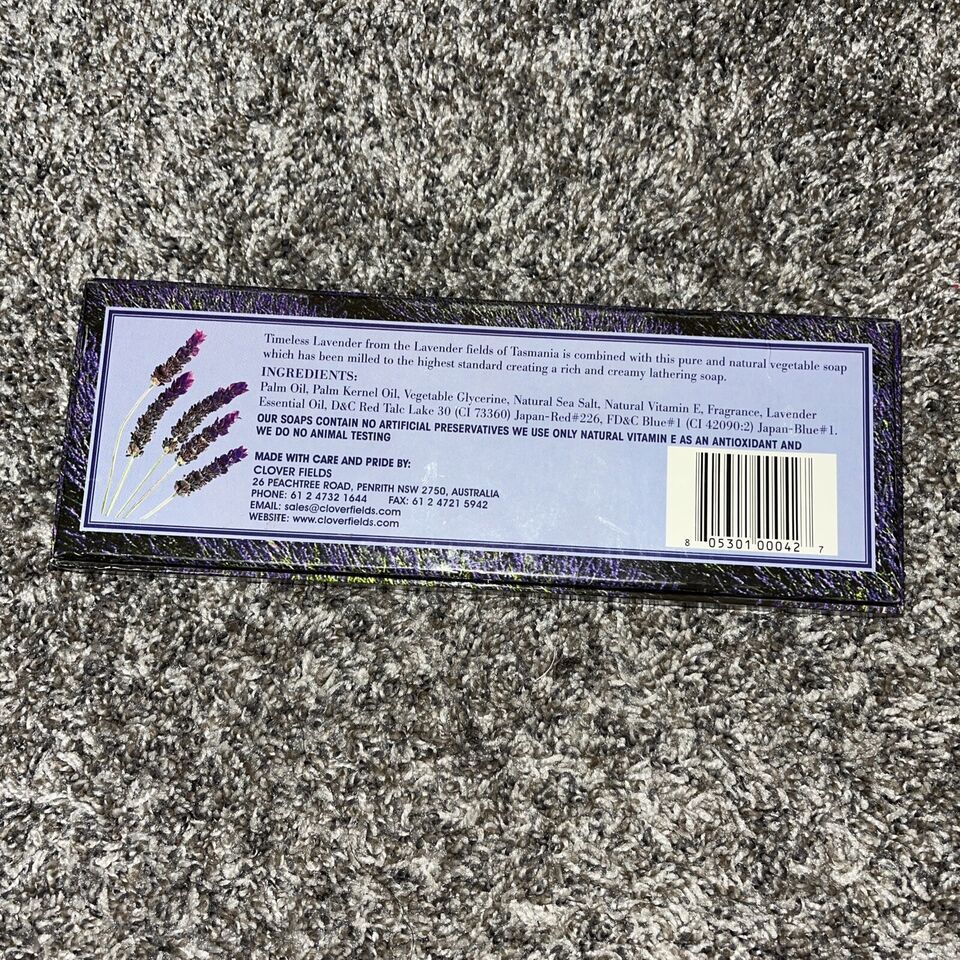 Timeless Lavender from the Lavender fields of Tasmania is combined with this pure and natural vegetable soap
which has been milled to the highest standard creating a rich and creamy lathering soap.
INGREDIENTS:
Palm Oil, Palm Kernel Oil, Vegetable Glycerine, Natural Sea Salt, Natural Vitamin E, Fragrance, Lavender
Essential Oil, D&C Red Talc Lake 30 (CI 73360) Japan-Red#226, FD&C Blue#1 (CI 42090:2) Japan-Blue#1.
OUR SOAPS CONTAIN NO ARTIFICIAL PRESERVATIVES WE USE ONLY NATURAL VITAMIN E AS AN ANTIOXIDANT AND
WE DO NO ANIMAL TESTING
MADE WITH CARE AND PRIDE BY:
CLOVER FIELDS
26 PEACHTREE ROAD, PENRITH NSW 2750, AUSTRALIA
PHONE: 61 2 4732 1644 FAX: 61 2 4721 5942
EMAIL: sales@cloverfields.com
WEBSITE: www.cloverfields.com
8 05301 00042 7